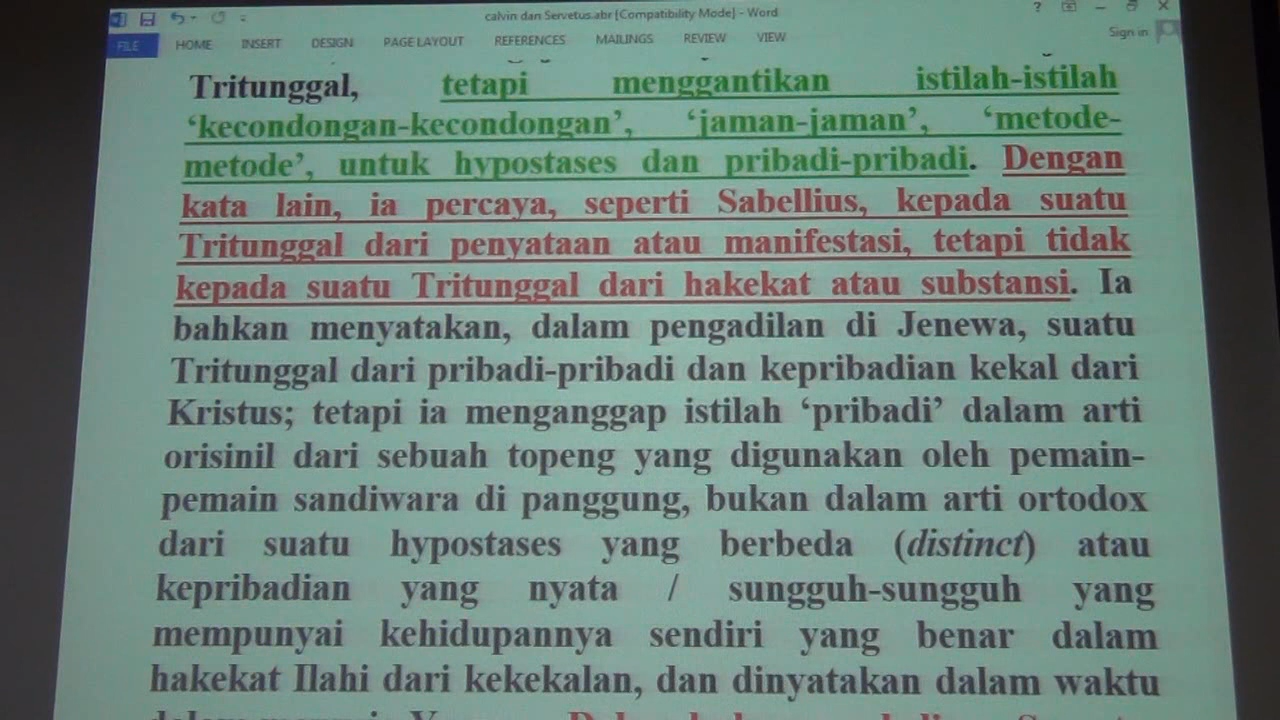 calvin dan Servetus.abr [Compatibility Mode] - Word
?
Sign in
FILE HOME INSERT DESIGN PAGE LAYOUT REFERENCES MAILINGS REVIEW VIEW
Tritunggal, tetapi menggantikan istilah-istilah
‘kecondongan-kecondongan’, ‘jaman-jaman’, ‘metode-
metode’, untuk hypostases dan pribadi-pribadi. Dengan
kata lain, ia percaya, seperti Sabellius, kepada suatu
Tritunggal dari penyataan atau manifestasi, tetapi tidak
kepada suatu Tritunggal dari hakekat atau substansi. Ia
bahkan menyatakan, dalam pengadilan di Jenewa, suatu
Tritunggal dari pribadi-pribadi dan kepribadian kekal dari
Kristus; tetapi ia menganggap istilah ‘pribadi’ dalam arti
orisinil dari sebuah topeng yang digunakan oleh pemain-
pemain sandiwara di panggung, bukan dalam arti ortodox
dari suatu hypostases yang berbeda (distinct) atau
kepribadian yang nyata / sungguh-sungguh yang
mempunyai kehidupannya sendiri yang benar dalam
hakekat Ilahi dari kekekalan, dan dinyatakan dalam waktu